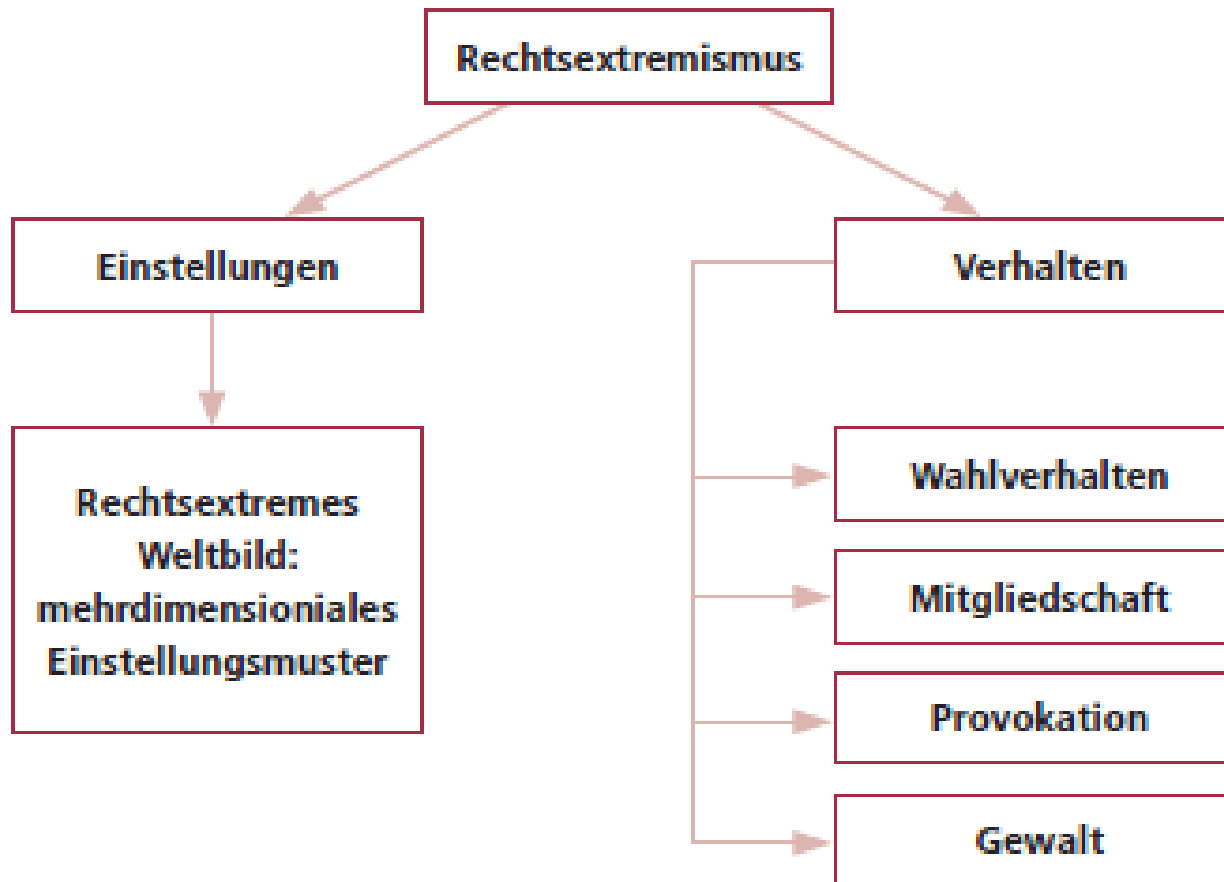 Rechtsextremismus
Einstellungen
Verhalten
Rechtsextremes
Weltbild:
mehrdimensioniales
Einstellungsmuster
Wahlverhalten
Mitgliedschaft
Provokation
Gewalt